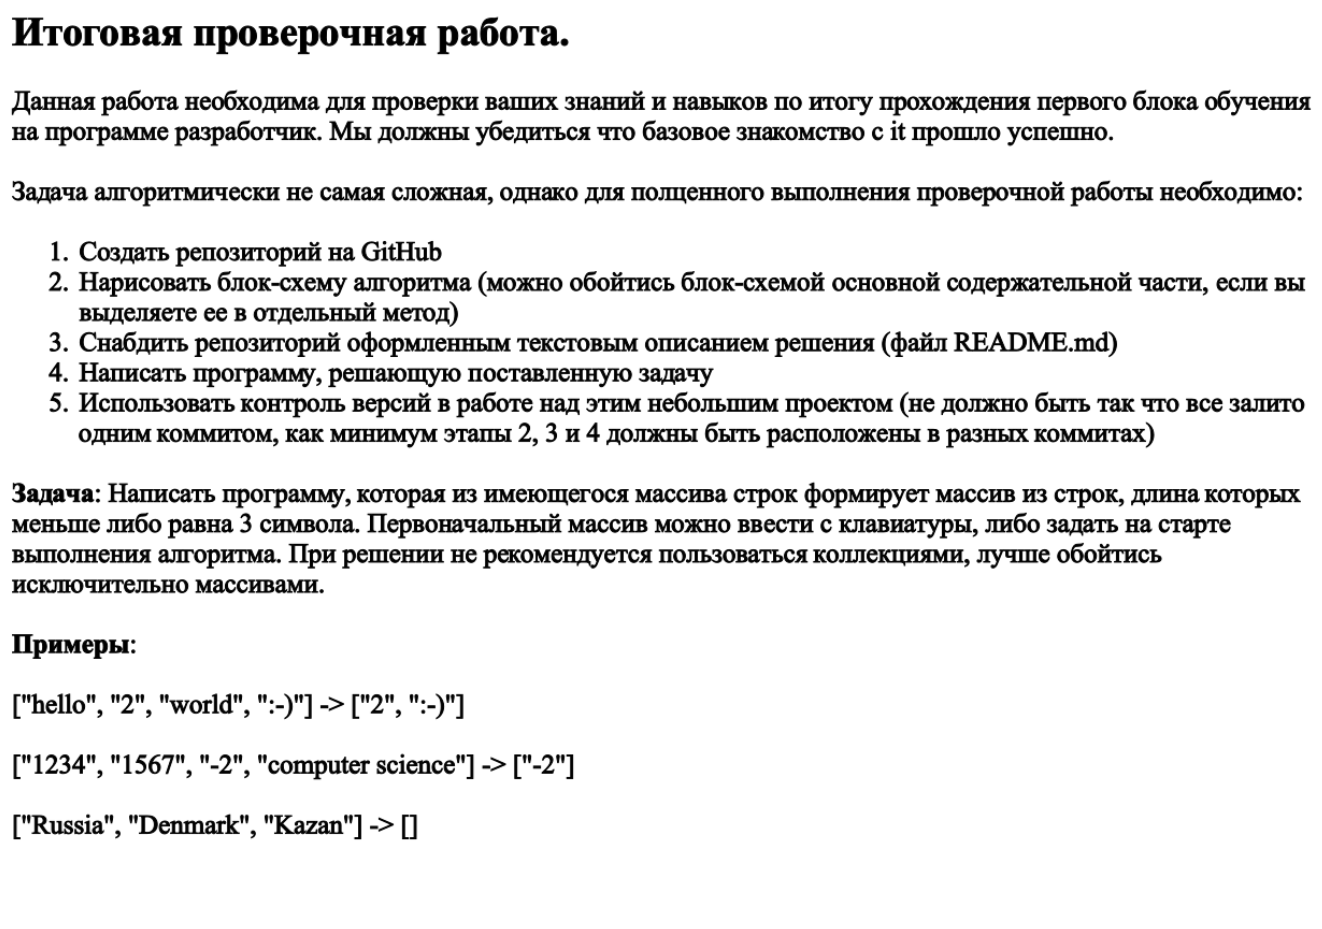 Итоговая проверочная работа.
Данная работа необходима для проверки ваших знаний и навыков по итогу прохождения первого блока обучения
на программе разработчик. Мы должны убедиться что базовое знакомство с it прошло успешно.
Задача алгоритмически не самая сложная, однако для полценного выполнения проверочной работы необходимо:
1. Создать репозиторий на GitHub
2. Нарисовать блок-схему алгоритма (можно обойтись блок-схемой основной содержательной части, если вы
выделяете ее в отдельный метод)
3. Снабдить репозиторий оформленным текстовым описанием решения (файл README.md)
4. Написать программу, решающую поставленную задачу
5. Использовать контроль версий в работе над этим небольшим проектом (не должно быть так что все залито
одним коммитом, как минимум этапы 2, 3 и 4 должны быть расположены в разных коммитах)
Задача: Написать программу, которая из имеющегося массива строк формирует массив из строк, длина которых
меньше либо равна 3 символа. Первоначальный массив можно ввести с клавиатуры, либо задать на старте
выполнения алгоритма. При решении не рекомендуется пользоваться коллекциями, лучше обойтись
исключительно массивами.
Примеры:
["hello", "2", "world", ":-)"] -> ["2", ":-)"]
["1234", "1567", "-2", "computer science"] -> ["-2"]
["Russia", "Denmark", "Kazan"] -> []